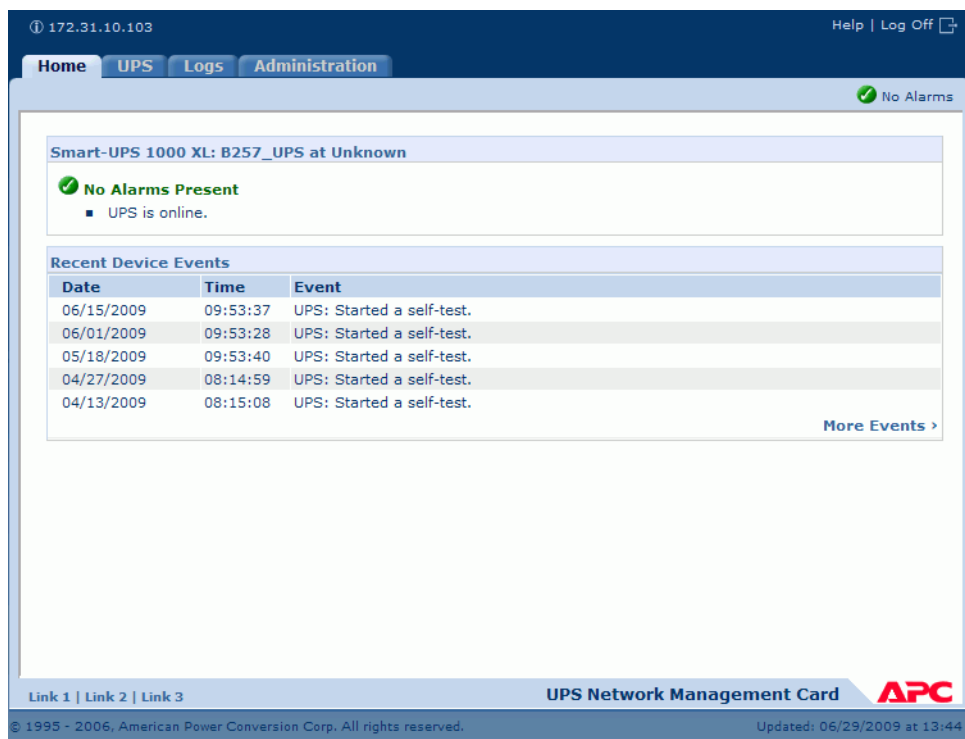 172.31.10.103 Help | Log Off
Home UPS Logs Administration
No Alarms
Smart-UPS 1000 XL: B257_UPS at Unknown
No Alarms Present
UPS is online.
Recent Device Events
Date Time Event
06/15/2009 09:53:37 UPS: Started a self-test.
06/01/2009 09:53:28 UPS: Started a self-test.
05/18/2009 09:53:40 UPS: Started a self-test.
04/27/2009 08:14:59 UPS: Started a self-test.
04/13/2009 08:15:08 UPS: Started a self-test.
More Events ›
Link 1 | Link 2 | Link 3 UPS Network Management Card APC
© 1995 - 2006, American Power Conversion Corp. All rights reserved. Updated: 06/29/2009 at 13:44